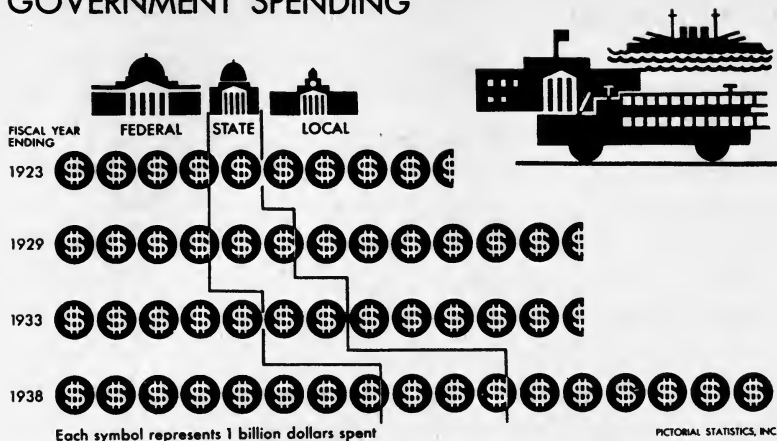 GOVERNMENT SPENDING
FEDERAL STATE LOCAL
FISCAL YEAR
ENDING
1923
1929
1933
1938
Each symbol represents 1 billion dollars spent
PICTORIAL STATISTICS, INC